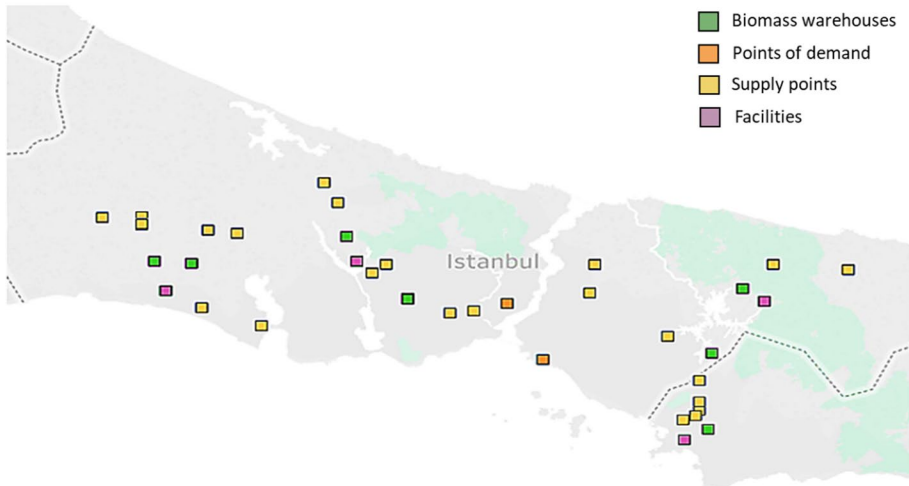 Biomass warehouses
Points of demand
Supply points
Facilities
Istanbul